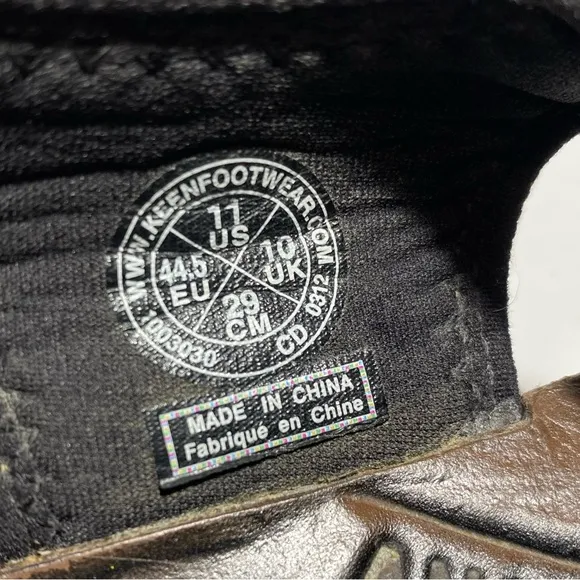 WWW.KEENFOOTWEAR.COM
11
US
44.5
EU
10
UK
29
CM
1003030
CD
0312
MADE IN CHINA
Fabriqué en Chine